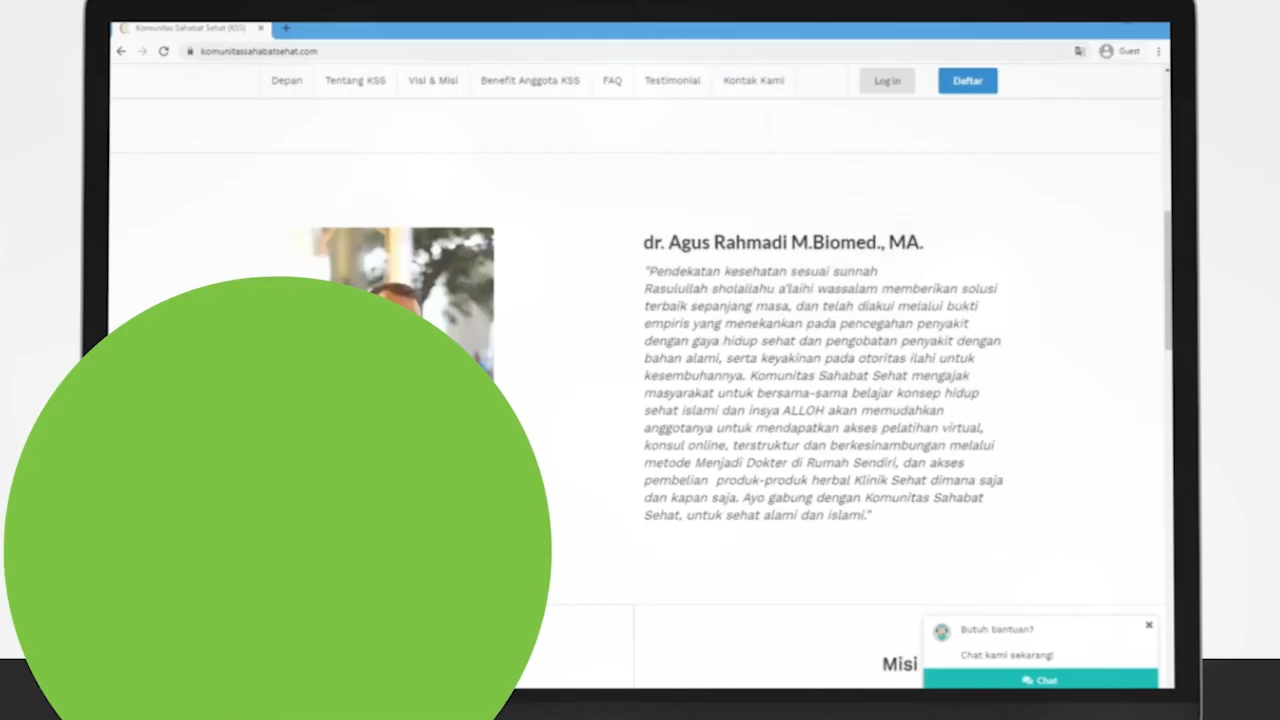 Komunitas Sahabat Sehat (KSS)
komunitassahabatsehat.com
Guest
Depan Tentang KSS Visi & Misi Benefit Anggota KSS FAQ Testimonial Kontak Kami Log in Daftar
dr. Agus Rahmadi M.Biomed., MA.
"Pendekatan kesehatan sesuai sunnah
Rasulullah sholallahu a'laihi wassalam memberikan solusi
terbaik sepanjang masa, dan telah diakui melalui bukti
empiris yang menekankan pada pencegahan penyakit
dengan gaya hidup sehat dan pengobatan penyakit dengan
bahan alami, serta keyakinan pada otoritas ilahi untuk
kesembuhannya. Komunitas Sahabat Sehat mengajak
masyarakat untuk bersama-sama belajar konsep hidup
sehat islami dan insya ALLOH akan memudahkan
anggotanya untuk mendapatkan akses pelatihan virtual,
konsul online, terstruktur dan berkesinambungan melalui
metode Menjadi Dokter di Rumah Sendiri, dan akses
pembelian produk-produk herbal Klinik Sehat dimana saja
dan kapan saja. Ayo gabung dengan Komunitas Sahabat
Sehat, untuk sehat alami dan islami."
Misi
Butuh bantuan?
Chat kami sekarang!
Chat